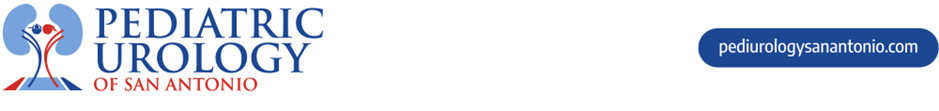 PEDIATRIC
UROLOGY
OF SAN ANTONIO
pediurologysanantonio.com